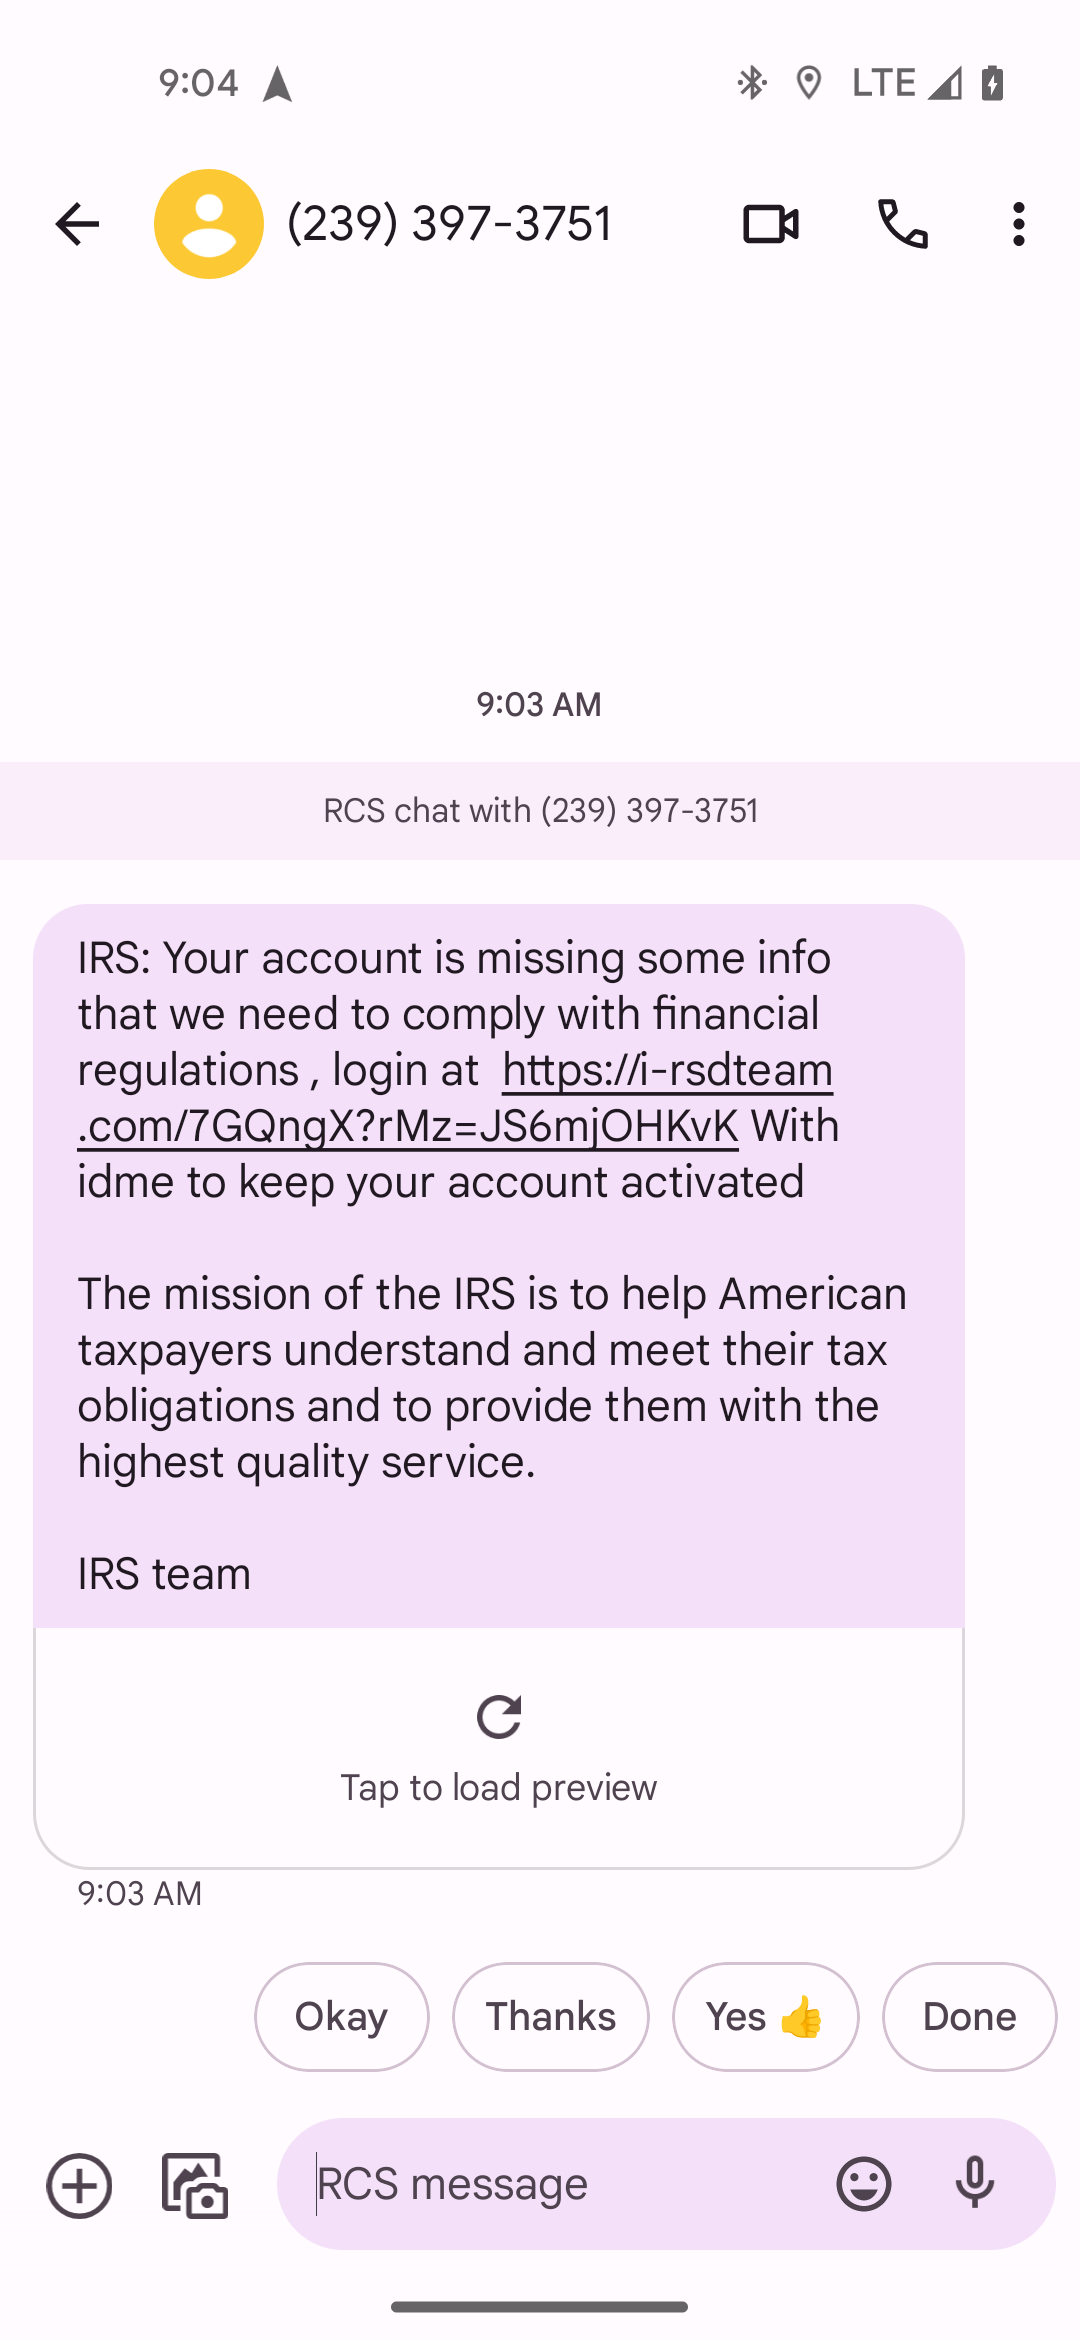 9:04 LTE
(239) 397-3751
9:03 AM
RCS chat with (239) 397-3751
IRS: Your account is missing some info
that we need to comply with financial
regulations , login at  https://i-rsdteam
.com/7GQngX?rMz=JS6mjOHKvK With
idme to keep your account activated
The mission of the IRS is to help American
taxpayers understand and meet their tax
obligations and to provide them with the
highest quality service.
IRS team
Tap to load preview
9:03 AM
Okay Thanks Yes 👍 Done
RCS message